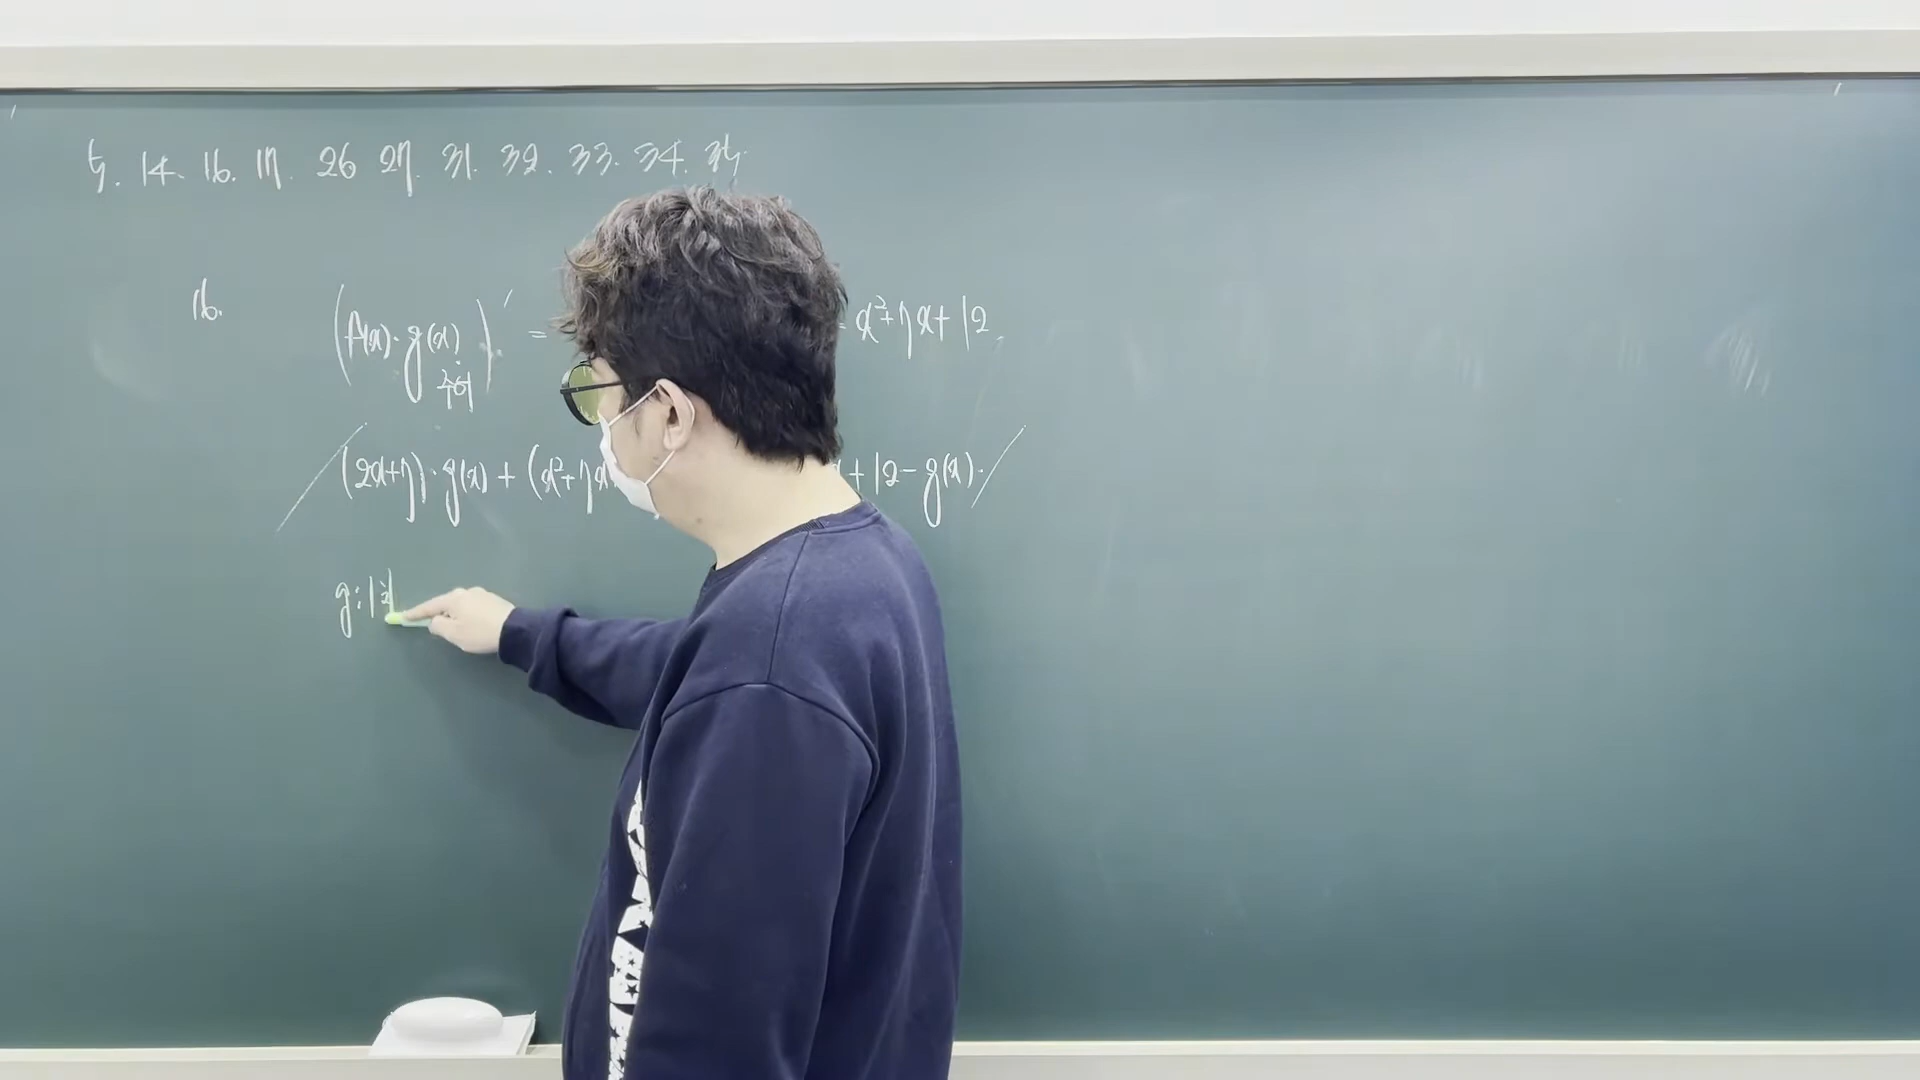 5. 14. 16. 17. 26 27. 31. 32. 33. 34. 35.
16. (f(x)·g(x))' = = x²+7x+12
(2x+7)·g(x) + (x²+7x +12-g(x).
g: 1차